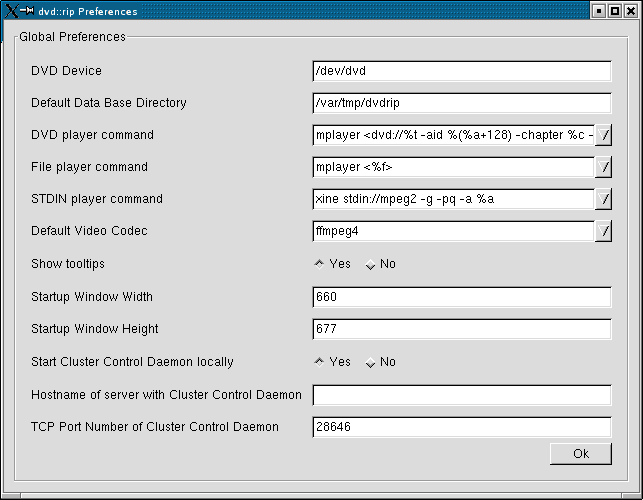 dvd::rip Preferences
Global Preferences
DVD Device /dev/dvd
Default Data Base Directory /var/tmp/dvdrip
DVD player command mplayer <dvd://%t -aid %(%a+128) -chapter %c -
File player command mplayer <%f>
STDIN player command xine stdin://mpeg2 -g -pq -a %a
Default Video Codec ffmpeg4
Show tooltips Yes No
Startup Window Width 660
Startup Window Height 677
Start Cluster Control Daemon locally Yes No
Hostname of server with Cluster Control Daemon
TCP Port Number of Cluster Control Daemon 28646
Ok